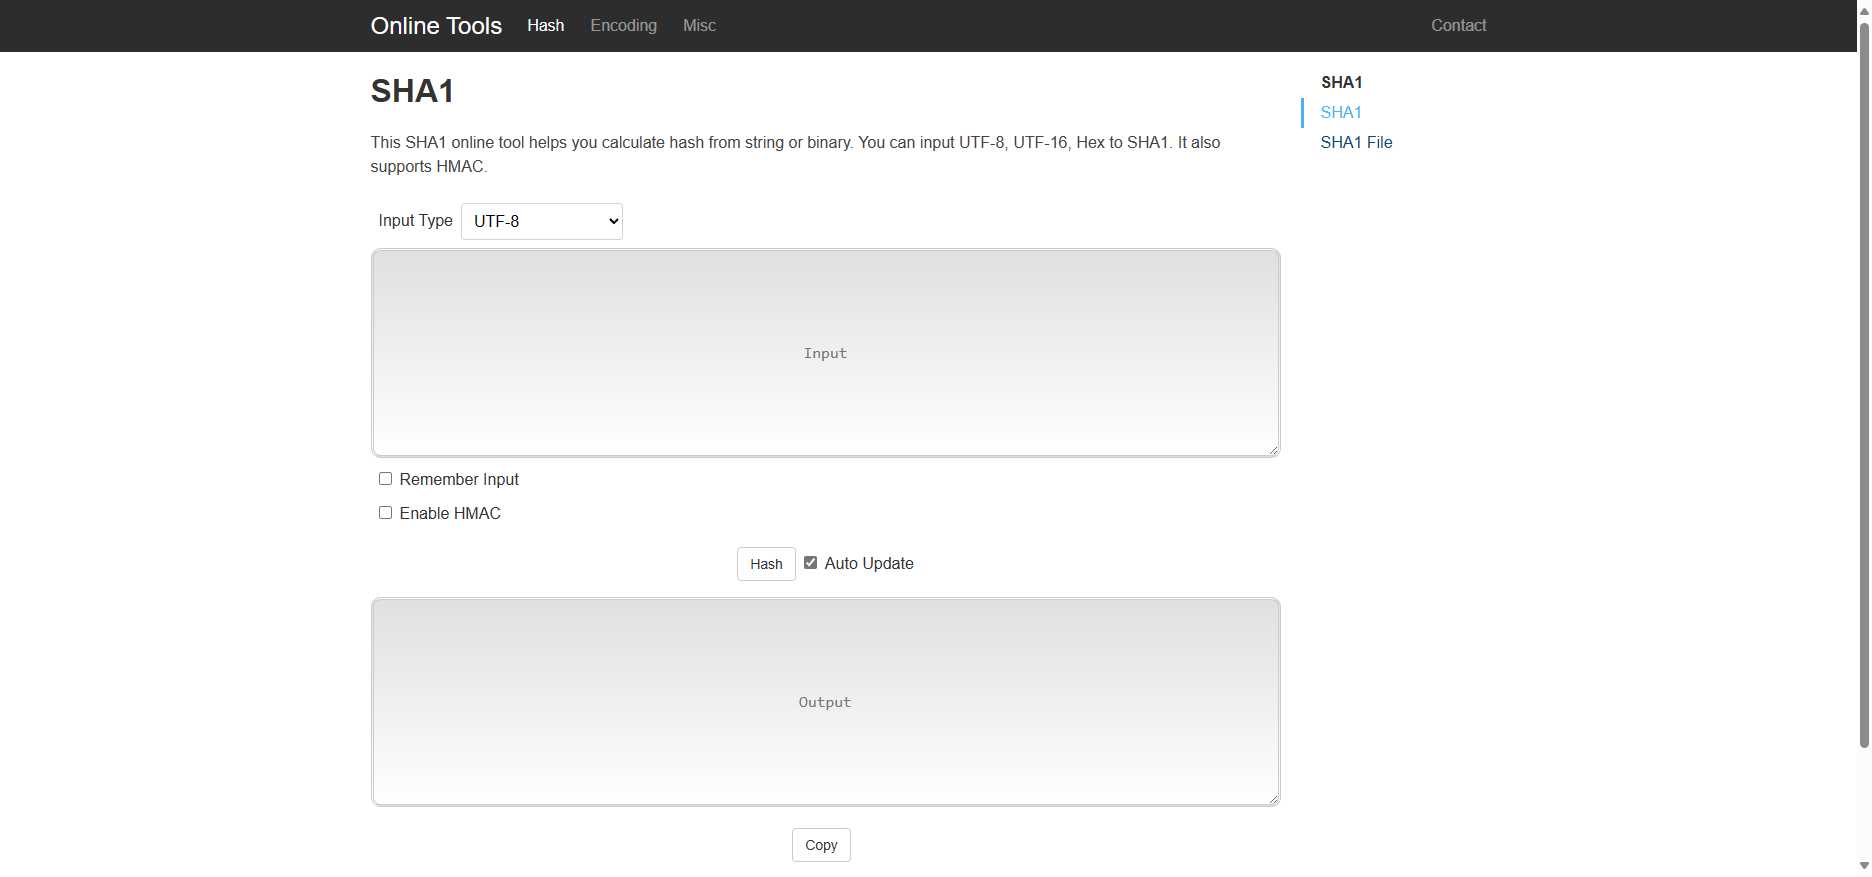 Online Tools Hash Encoding Misc Contact
SHA1
This SHA1 online tool helps you calculate hash from string or binary. You can input UTF-8, UTF-16, Hex to SHA1. It also
supports HMAC.
Input Type UTF-8
Input
Remember Input
Enable HMAC
Hash Auto Update
Output
Copy
SHA1
SHA1
SHA1 File